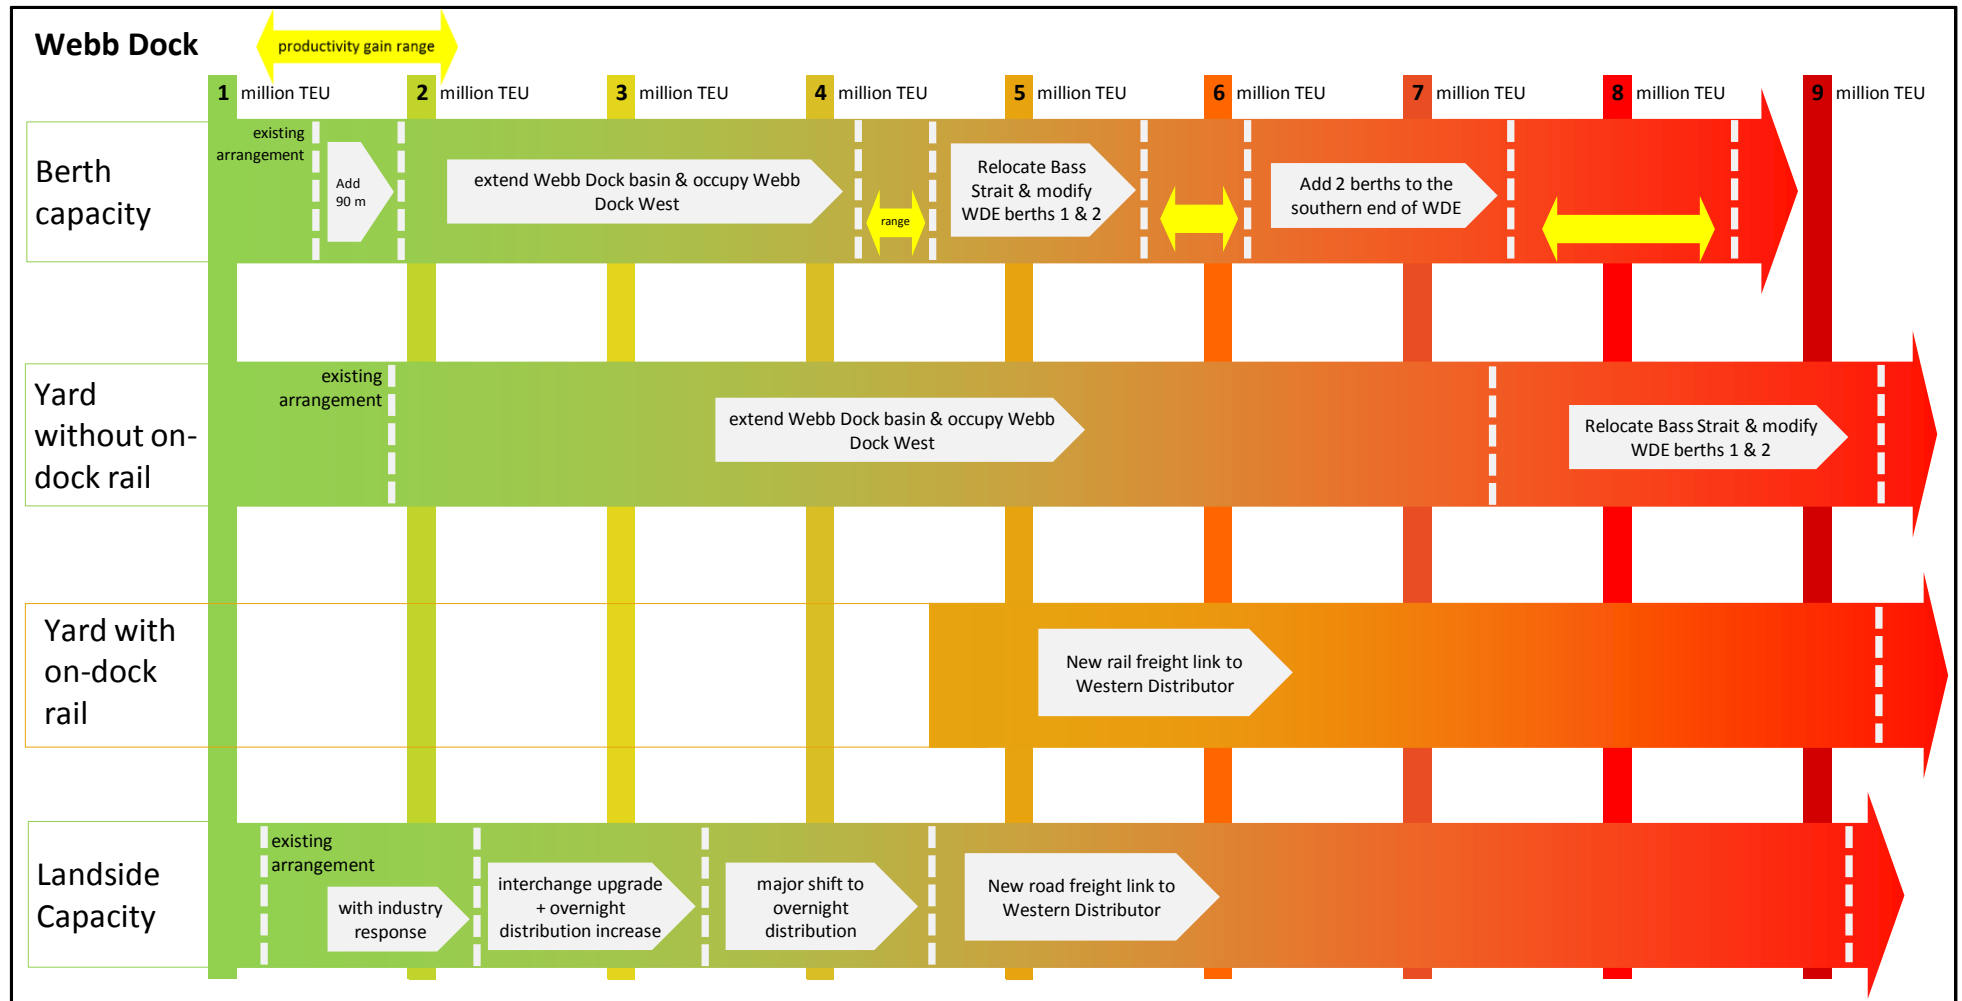 Webb Dock
productivity gain range
1 million TEU
2 million TEU
3 million TEU
4 million TEU
5 million TEU
6 million TEU
7 million TEU
8 million TEU
9 million TEU
Berth
capacity
existing
arrangement
Add
90 m
extend Webb Dock basin & occupy Webb
Dock West
range
Relocate Bass
Strait & modify
WDE berths 1 & 2
Add 2 berths to the
southern end of WDE
Yard
without on-
dock rail
existing
arrangement
extend Webb Dock basin & occupy Webb
Dock West
Relocate Bass Strait & modify
WDE berths 1 & 2
Yard with
on-dock
rail
New rail freight link to
Western Distributor
Landside
Capacity
existing
arrangement
with industry
response
interchange upgrade
+ overnight
distribution increase
major shift to
overnight
distribution
New road freight link to
Western Distributor